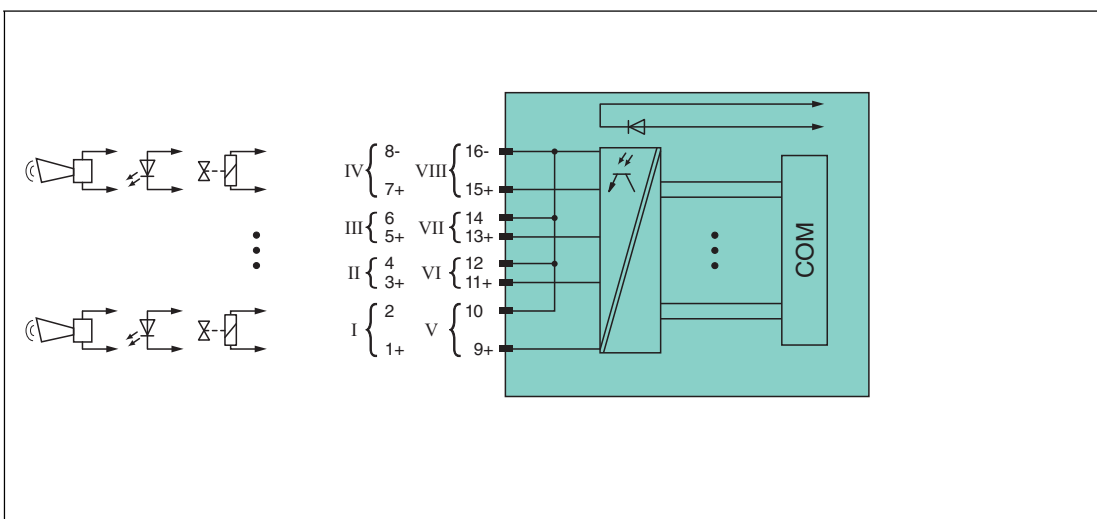 8- 16-
IV VIII
7+ 15+
6 14
III VII
5+ 13+
4 12
II VI
3+ 11+
2 10
I V
1+ 9+
COM